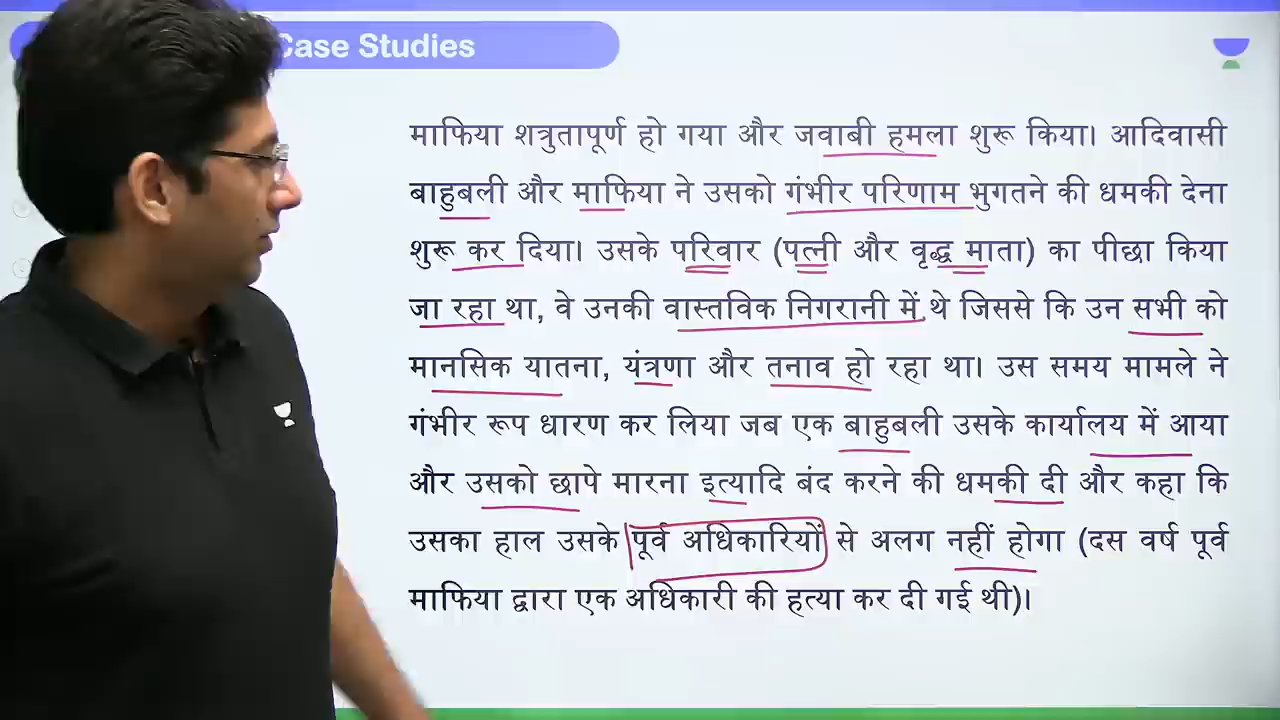 Case Studies
माफिया शत्रुतापूर्ण हो गया और जवाबी हमला शुरू किया। आदिवासी
बाहुबली और माफिया ने उसको गंभीर परिणाम भुगतने की धमकी देना
शुरू कर दिया। उसके परिवार (पत्नी और वृद्ध माता) का पीछा किया
जा रहा था, वे उनकी वास्तविक निगरानी में थे जिससे कि उन सभी को
मानसिक यातना, यंत्रणा और तनाव हो रहा था। उस समय मामले ने
गंभीर रूप धारण कर लिया जब एक बाहुबली उसके कार्यालय में आया
और उसको छापे मारना इत्यादि बंद करने की धमकी दी और कहा कि
उसका हाल उसके पूर्व अधिकारियों से अलग नहीं होगा (दस वर्ष पूर्व
माफिया द्वारा एक अधिकारी की हत्या कर दी गई थी)।